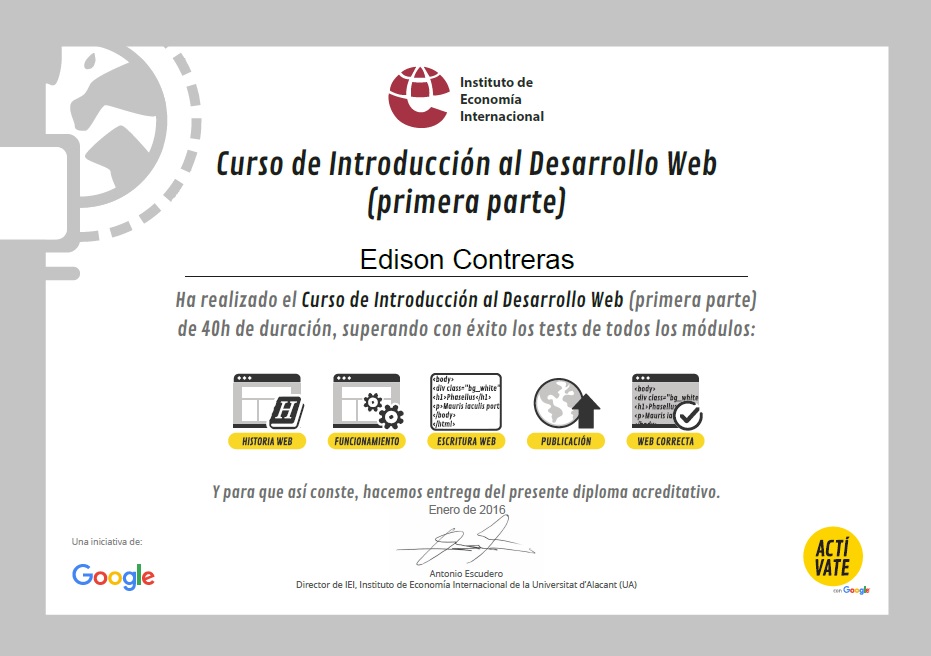 Instituto de
Economía
Internacional
Curso de Introducción al Desarrollo Web
(primera parte)
Edison Contreras
Ha realizado el Curso de Introducción al Desarrollo Web (primera parte)
de 40h de duración, superando con éxito los tests de todos los módulos:
<body>
<div class="bg_white"
<h1>Phasellus</h1>
<p>Mauris iaculis port
</body>
</html>
<body>
<div class="bg_white
<h1>Phasellus
<p>Mauris ia
</body>
HISTORIA WEB
FUNCIONAMIENTO
ESCRITURA WEB
PUBLICACIÓN
WEB CORRECTA
Y para que así conste, hacemos entrega del presente diploma acreditativo.
Enero de 2016
Antonio Escudero
Director de IEI, Instituto de Economía Internacional de la Universitat d'Alacant (UA)
Una iniciativa de:
Google
ACTÍ
VATE
con Google